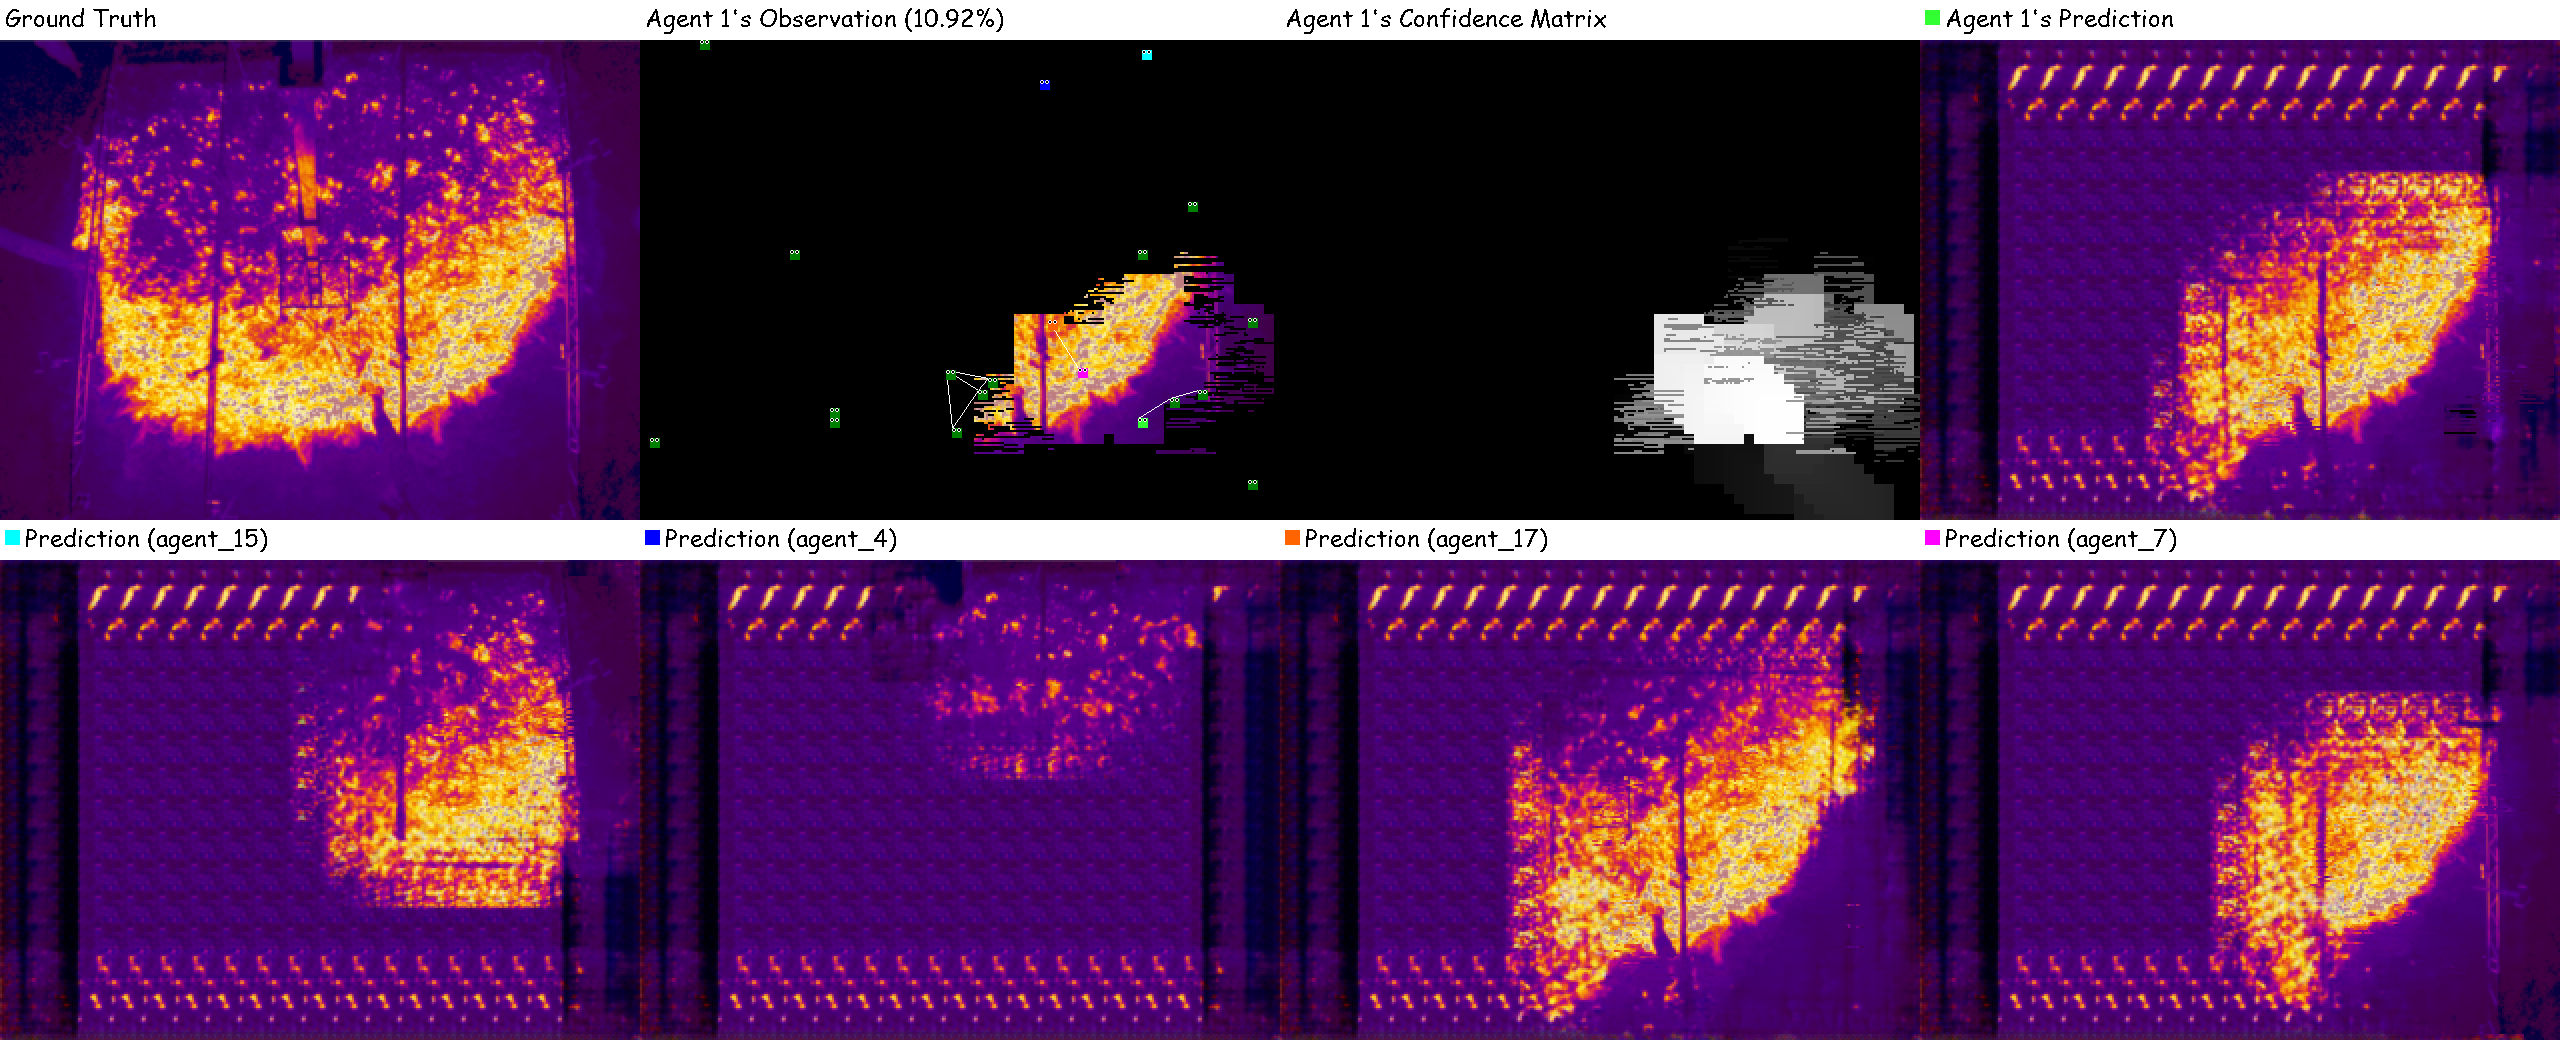 Ground Truth
Agent 1's Observation (10.92%)
Agent 1's Confidence Matrix
Agent 1's Prediction
Prediction (agent_15)
Prediction (agent_4)
Prediction (agent_17)
Prediction (agent_7)